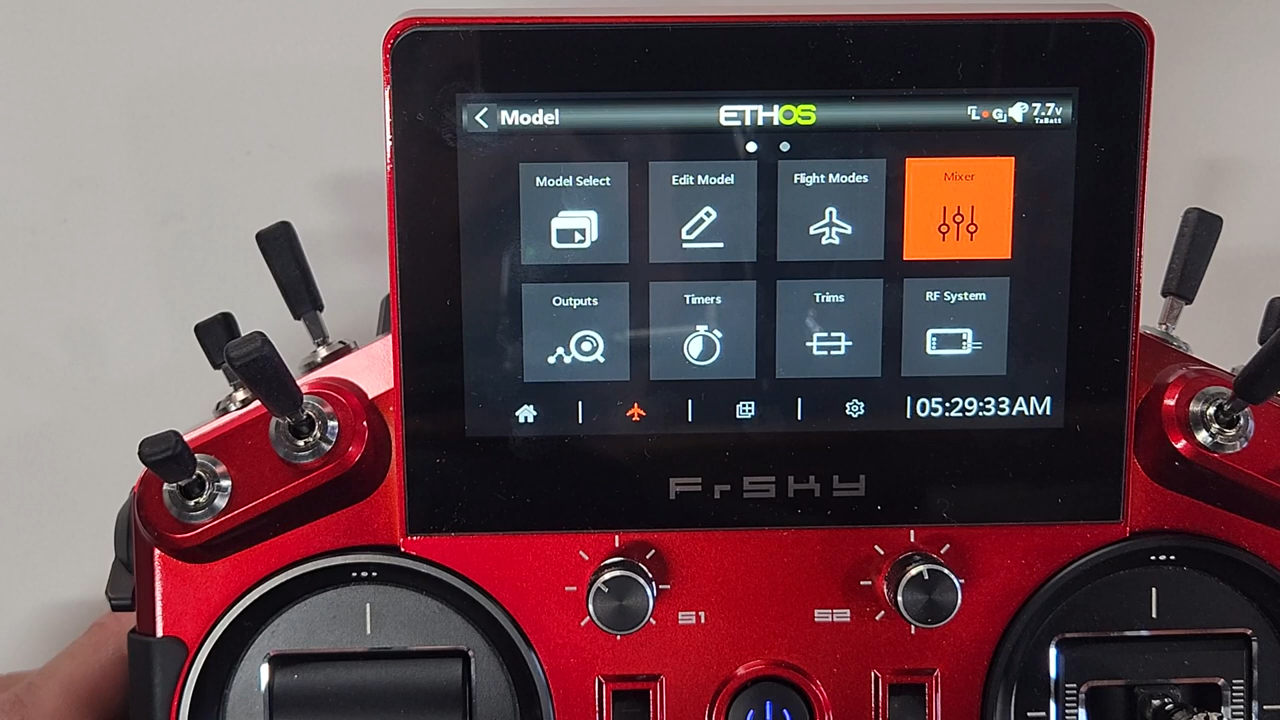 Model
ETHOS
L G 7.7V
TxBatt
Model Select
Edit Model
Flight Modes
Mixer
Outputs
Timers
Trims
RF System
05:29:33AM
FrSKY
S1
S2